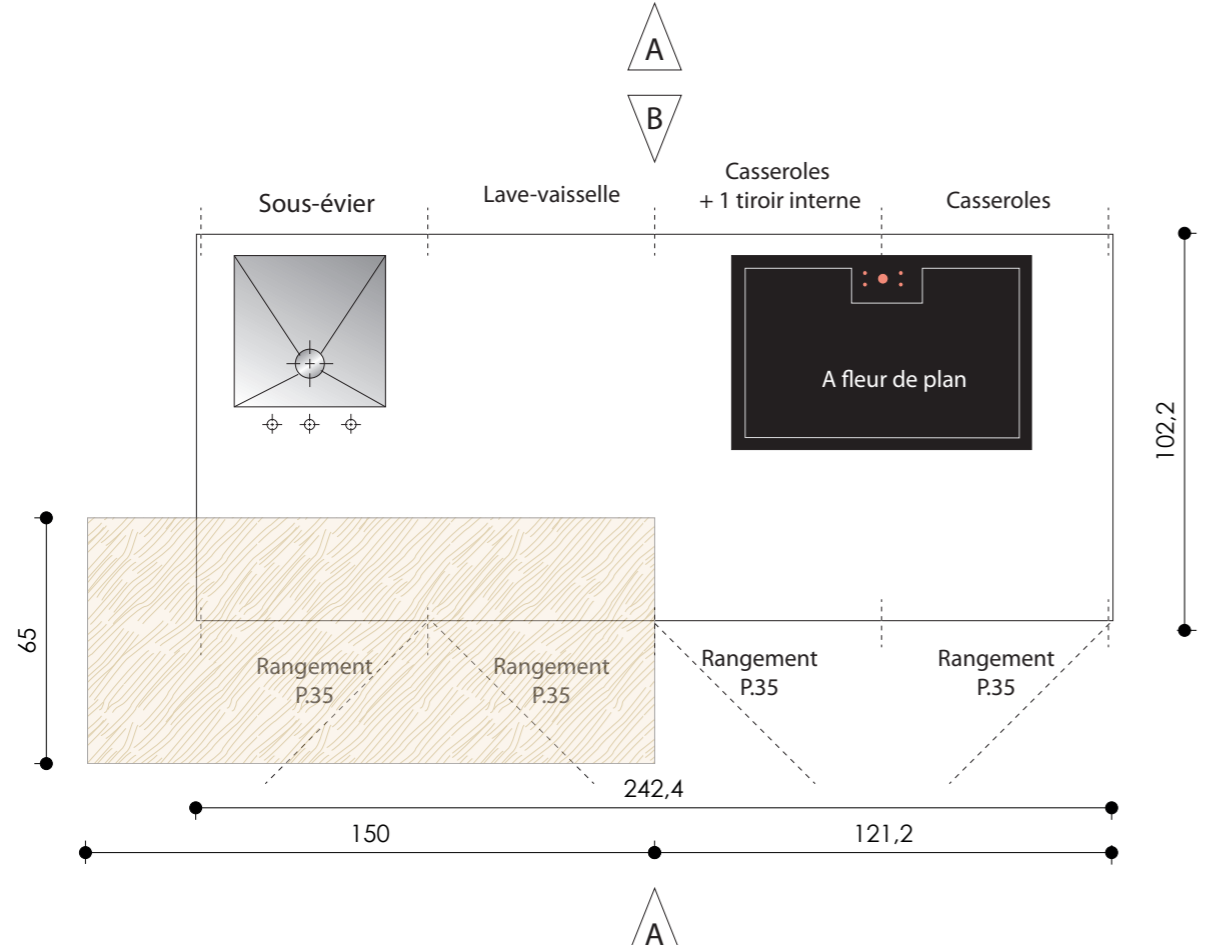 A
B
Sous-évier
Lave-vaisselle
Casseroles
+ 1 tiroir interne
Casseroles
A fleur de plan
102,2
65
Rangement
P.35
Rangement
P.35
Rangement
P.35
Rangement
P.35
242,4
150
121,2
A